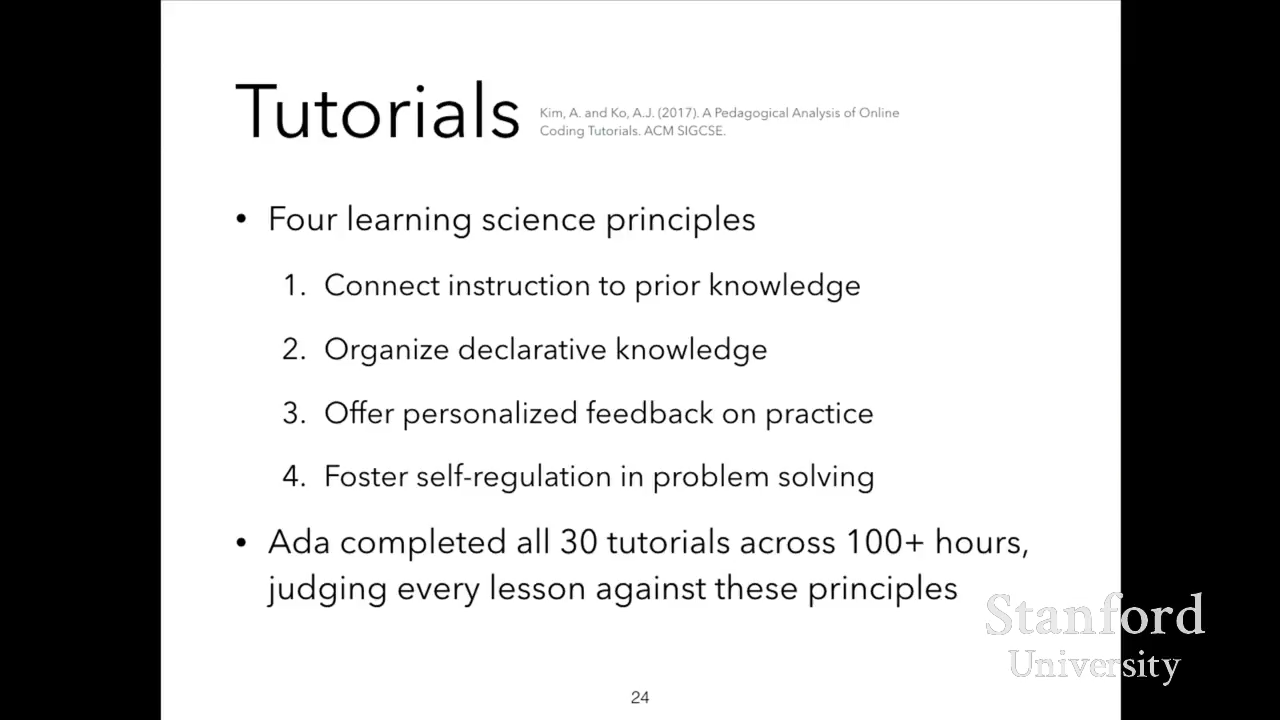 Tutorials
Kim, A. and Ko, A.J. (2017). A Pedagogical Analysis of Online
Coding Tutorials. ACM SIGCSE.
• Four learning science principles
1. Connect instruction to prior knowledge
2. Organize declarative knowledge
3. Offer personalized feedback on practice
4. Foster self-regulation in problem solving
• Ada completed all 30 tutorials across 100+ hours,
judging every lesson against these principles
Stanford
University
24